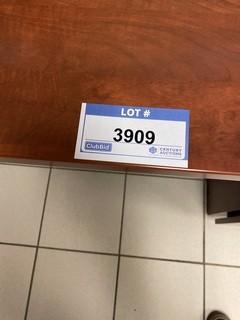 LOT #
3909
ClubBid
CENTURY
AUCTIONS